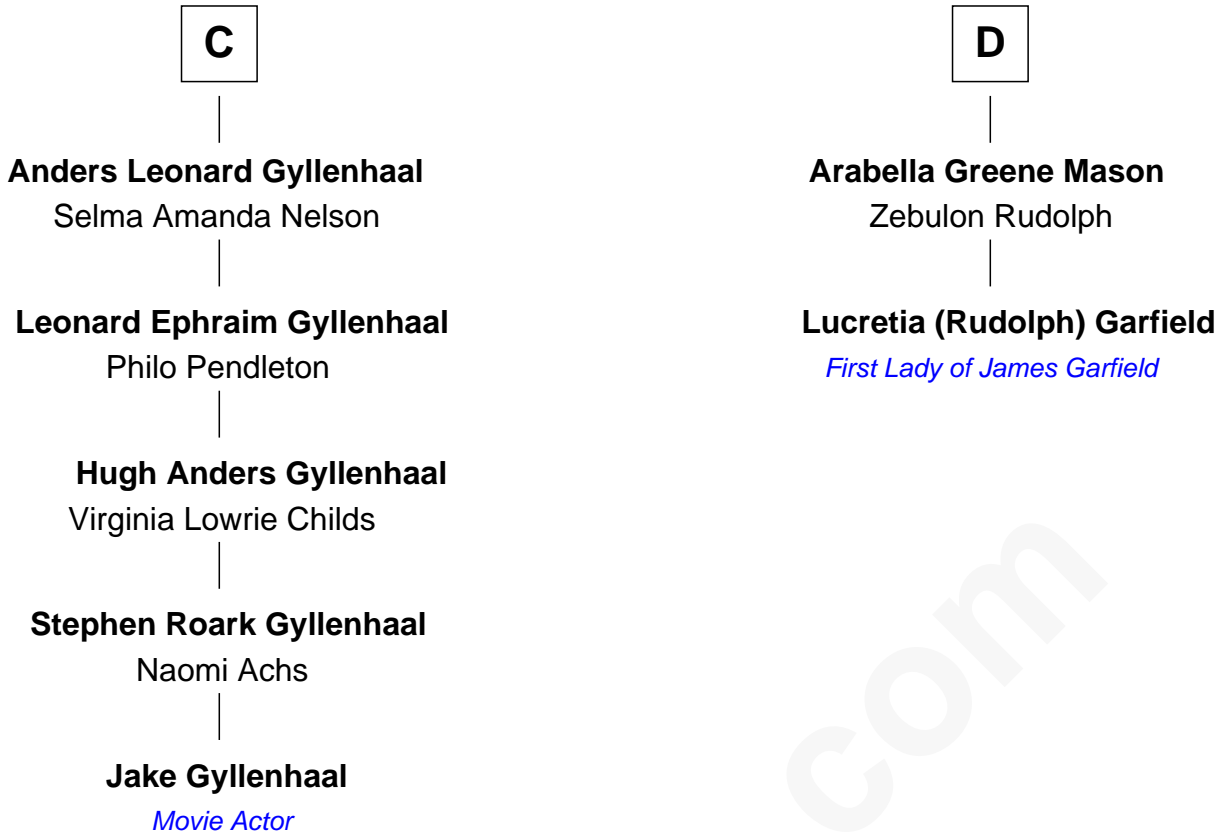 C
Anders Leonard Gyllenhaal
Selma Amanda Nelson
Leonard Ephraim Gyllenhaal
Philo Pendleton
Hugh Anders Gyllenhaal
Virginia Lowrie Childs
Stephen Roark Gyllenhaal
Naomi Achs
Jake Gyllenhaal
Movie Actor
D
Arabella Greene Mason
Zebulon Rudolph
Lucretia (Rudolph) Garfield
First Lady of James Garfield
com